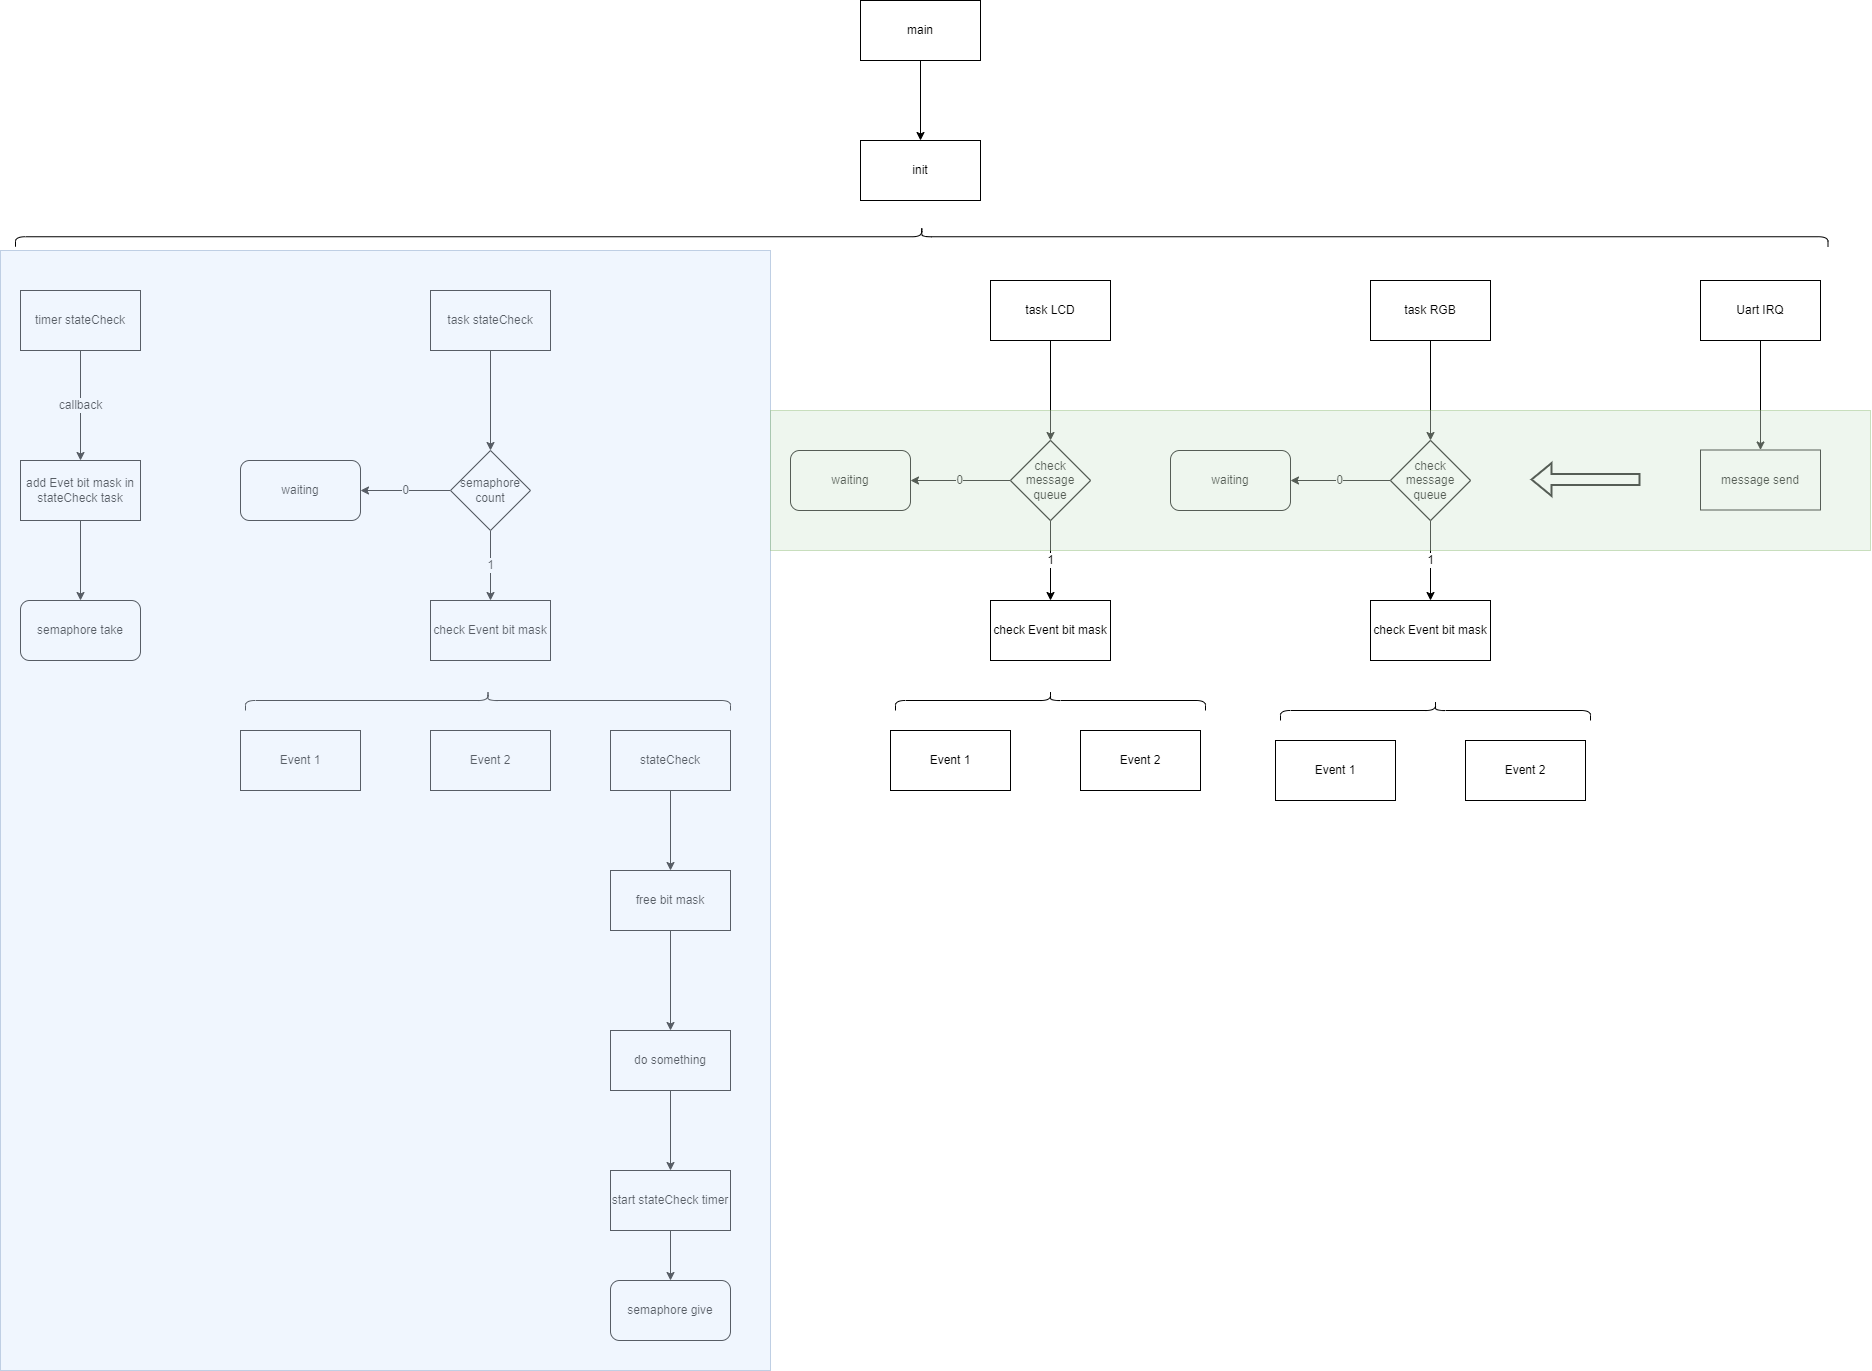 main
init
timer stateCheck
task stateCheck
task LCD
task RGB
Uart IRQ
callback
add Evet bit mask in
stateCheck task
waiting
0
semaphore
count
waiting
0
check
message
queue
waiting
0
check
message
queue
message send
1
1
1
semaphore take
check Event bit mask
check Event bit mask
check Event bit mask
Event 1
Event 2
stateCheck
Event 1
Event 2
Event 1
Event 2
free bit mask
do something
start stateCheck timer
semaphore give